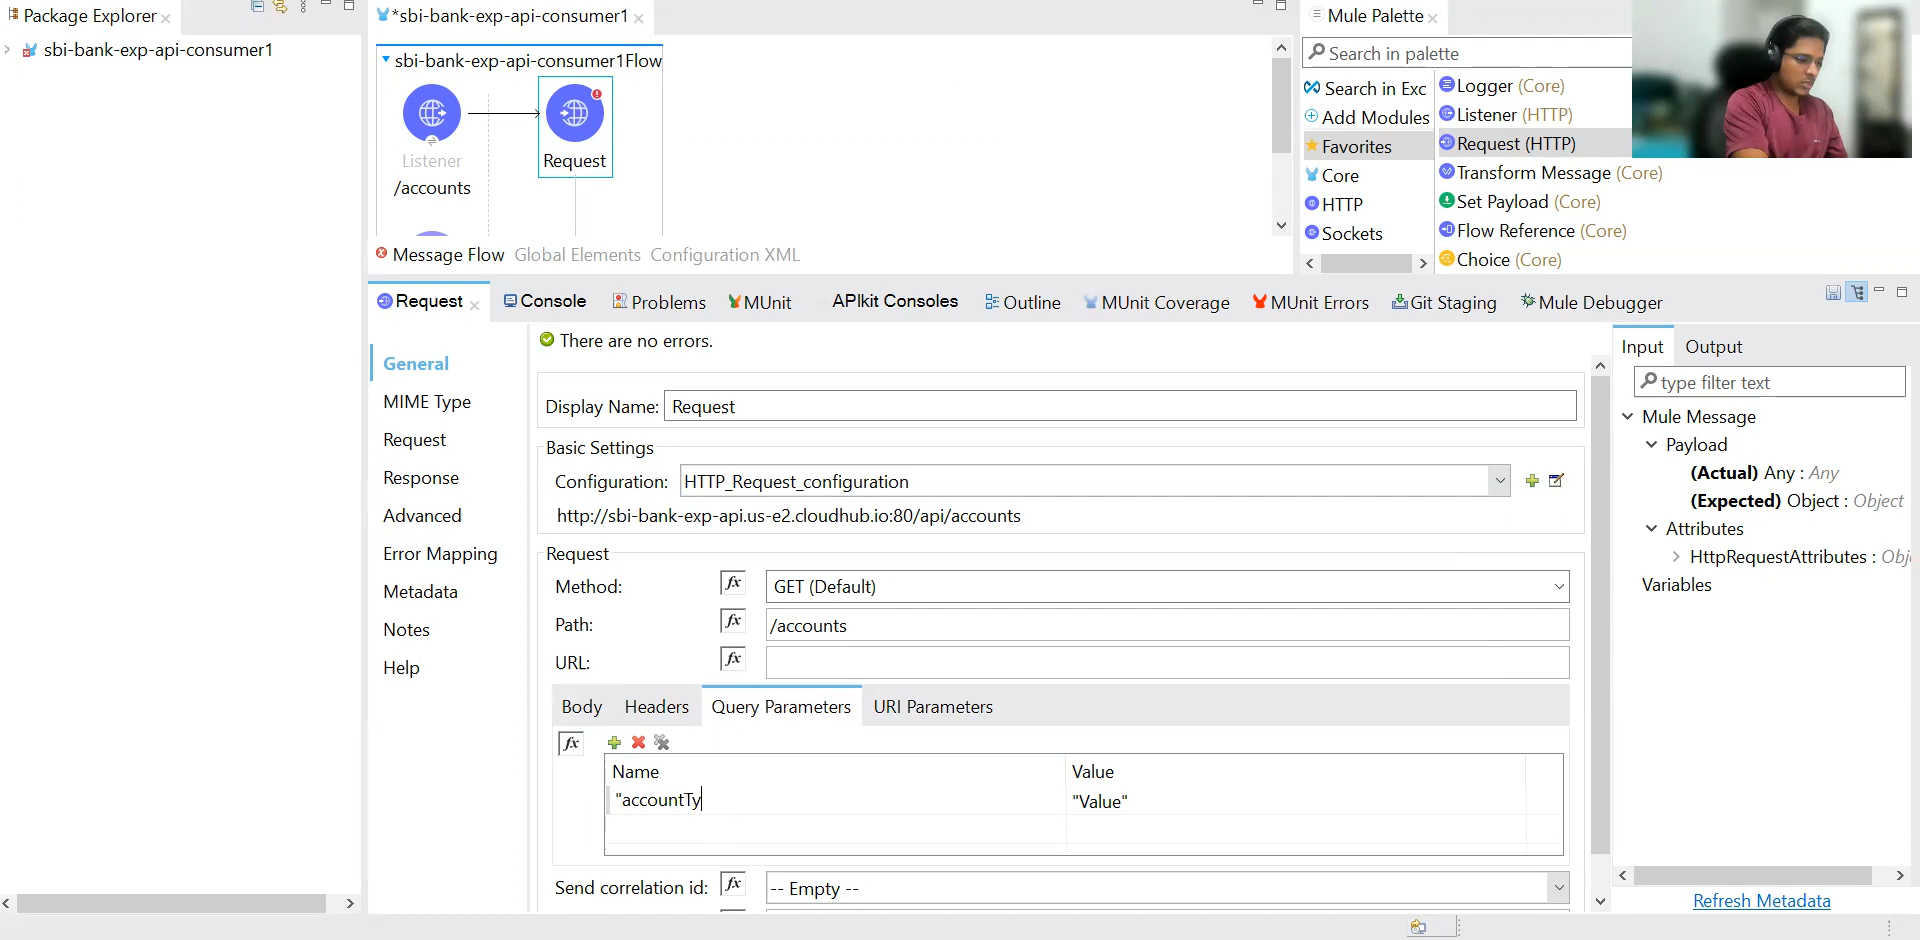 Package Explorer
sbi-bank-exp-api-consumer1
*sbi-bank-exp-api-consumer1
sbi-bank-exp-api-consumer1Flow
Listener
/accounts
Request
Message Flow Global Elements Configuration XML
Mule Palette
Search in palette
Search in Exc
Add Modules
Favorites
Core
HTTP
Sockets
Logger (Core)
Listener (HTTP)
Request (HTTP)
Transform Message (Core)
Set Payload (Core)
Flow Reference (Core)
Choice (Core)
Request Console Problems MUnit APIkit Consoles Outline MUnit Coverage MUnit Errors Git Staging Mule Debugger
General
MIME Type
Request
Response
Advanced
Error Mapping
Metadata
Notes
Help
There are no errors.
Display Name: Request
Basic Settings
Configuration: HTTP_Request_configuration
http://sbi-bank-exp-api.us-e2.cloudhub.io:80/api/accounts
Request
Method: fx GET (Default)
Path: fx /accounts
URL: fx
Body Headers Query Parameters URI Parameters
fx
Name Value
"accountTy "Value"
Send correlation id: fx -- Empty --
Input Output
type filter text
Mule Message
Payload
(Actual) Any : Any
(Expected) Object : Object
Attributes
HttpRequestAttributes : Obj
Variables
Refresh Metadata